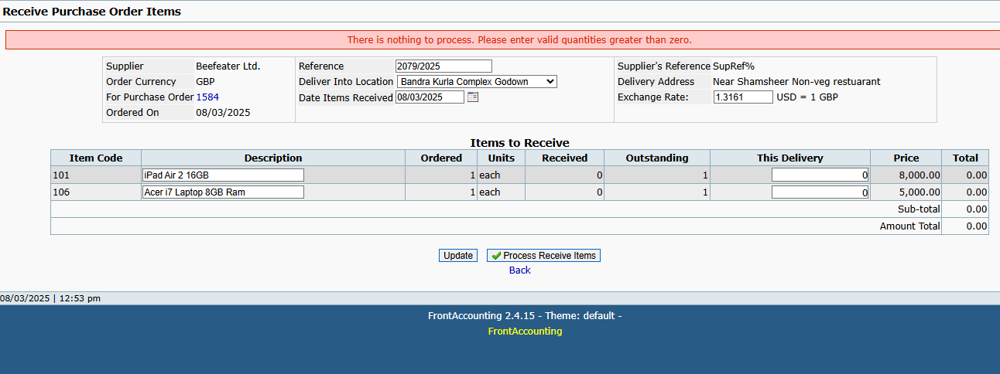 Receive Purchase Order Items
There is nothing to process. Please enter valid quantities greater than zero.
Supplier Beefeater Ltd. Reference 2079/2025 Supplier's Reference SupRef%
Order Currency GBP Deliver Into Location Bandra Kurla Complex Godown Delivery Address Near Shamsheer Non-veg restuarant
For Purchase Order 1584 Date Items Received 08/03/2025 Exchange Rate: 1.3161 USD = 1 GBP
Ordered On 08/03/2025
Items to Receive
Item Code Description Ordered Units Received Outstanding This Delivery Price Total
101 iPad Air 2 16GB 1 each 0 1 0 8,000.00 0.00
106 Acer i7 Laptop 8GB Ram 1 each 0 1 0 5,000.00 0.00
Sub-total 0.00
Amount Total 0.00
Update Process Receive Items
Back
08/03/2025 | 12:53 pm
FrontAccounting 2.4.15 - Theme: default -
FrontAccounting